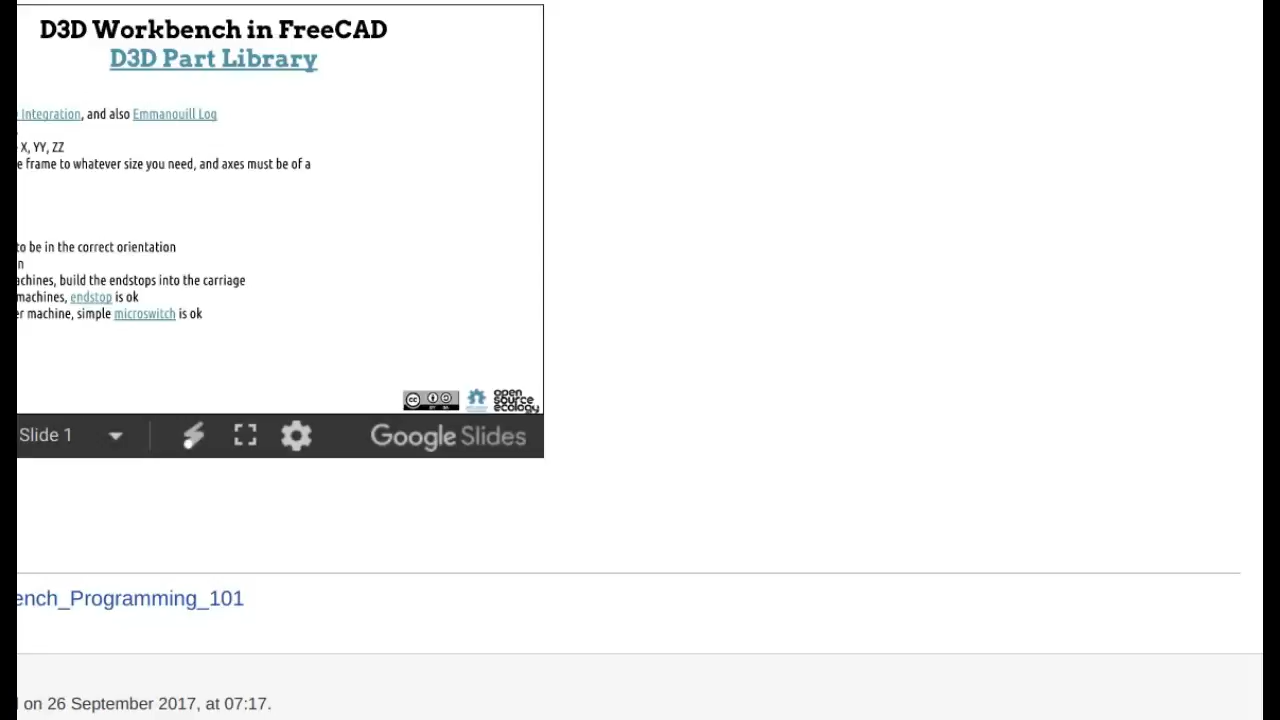 D3D Workbench in FreeCAD
D3D Part Library
Integration, and also Emmanouill Log
X, YY, ZZ
e frame to whatever size you need, and axes must be of a
to be in the correct orientation
n
achines, build the endstops into the carriage
machines, endstop is ok
er machine, simple microswitch is ok
open
source
ecology
Slide 1
Google Slides
ench_Programming_101
on 26 September 2017, at 07:17.